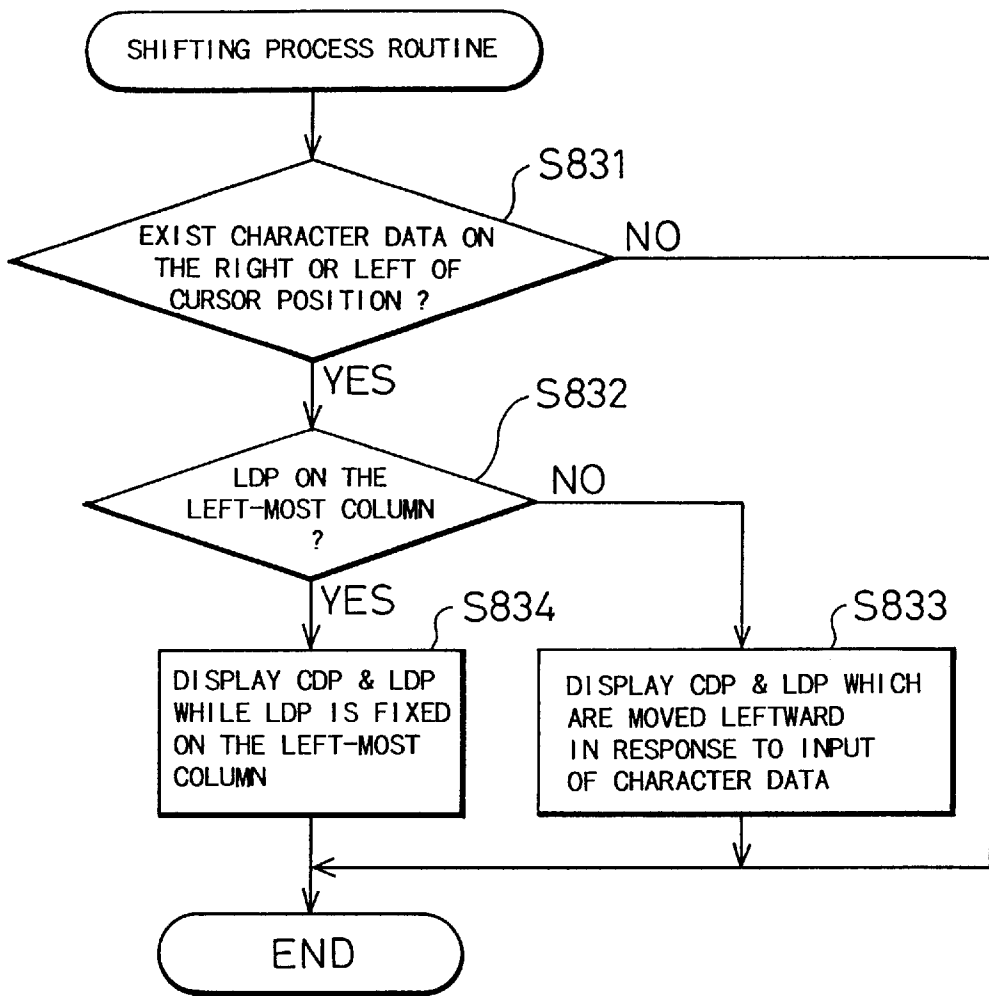 SHIFTING PROCESS ROUTINE
S831
EXIST CHARACTER DATA ON
THE RIGHT OR LEFT OF
CURSOR POSITION ?
NO
YES
S832
LDP ON THE
LEFT-MOST COLUMN
?
NO
YES
S834
S833
DISPLAY CDP & LDP
WHILE LDP IS FIXED
ON THE LEFT-MOST
COLUMN
DISPLAY CDP & LDP WHICH
ARE MOVED LEFTWARD
IN RESPONSE TO INPUT
OF CHARACTER DATA
END